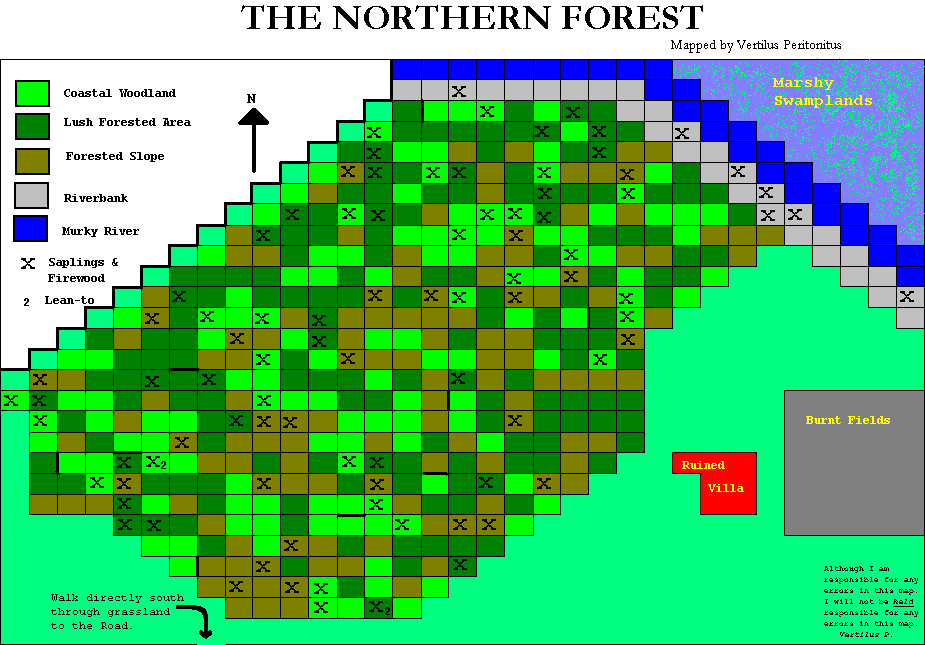 THE NORTHERN FOREST
Mapped by Vertilus Peritonitus
Marshy
Swamplands
Coastal Woodland
N
Lush Forested Area
Forested Slope
Riverbank
Murky River
X Saplings &
Firewood
2 Lean-to
Burnt Fields
2
Ruined
Villa
Although I am
responsible for any
errors in this map.
I will not be Held
responsible for any
errors in this map.
Vertilus P.
Walk directly south
through grassland
to the Road.
2